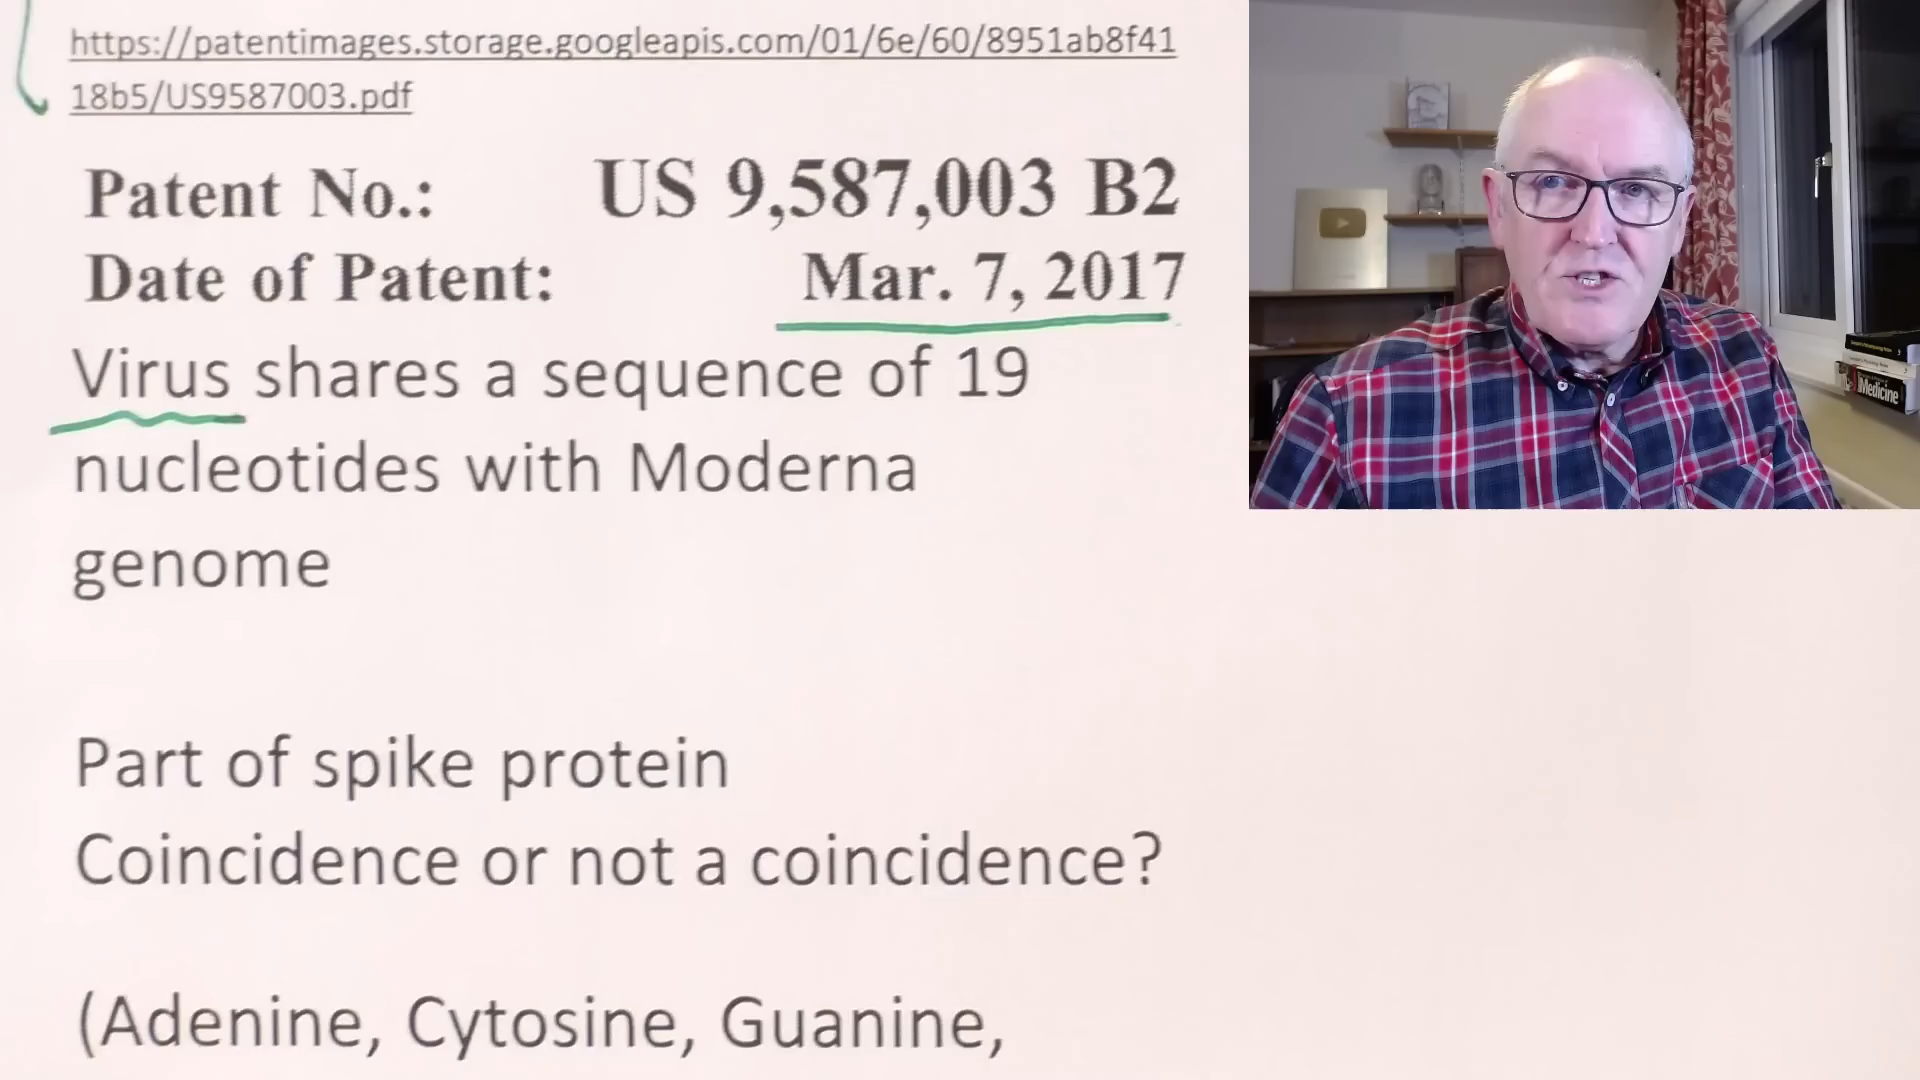 https://patentimages.storage.googleapis.com/01/6e/60/8951ab8f41
18b5/US9587003.pdf
Patent No.: US 9,587,003 B2
Date of Patent: Mar. 7, 2017
Virus shares a sequence of 19
nucleotides with Moderna
genome
Part of spike protein
Coincidence or not a coincidence?
(Adenine, Cytosine, Guanine,
Medicine